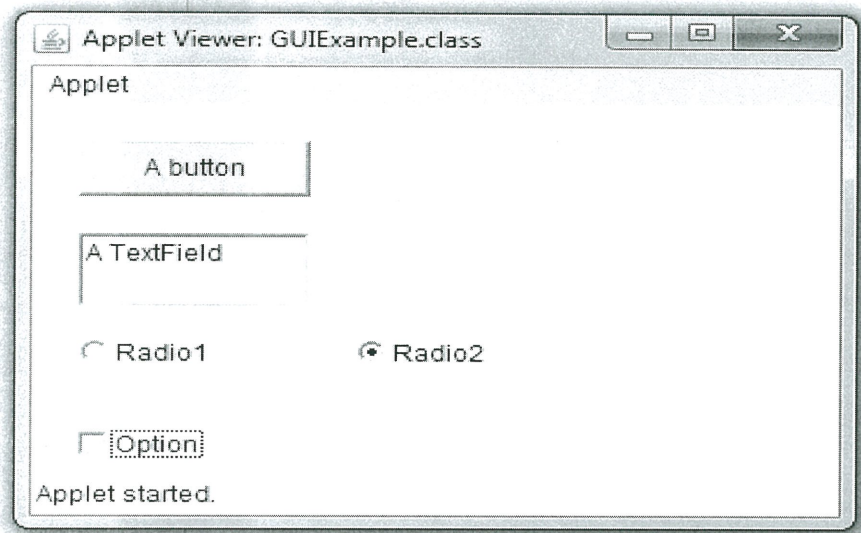 Applet Viewer: GUIExample.class
Applet
A button
A TextField
Radio1 Radio2
Option
Applet started.